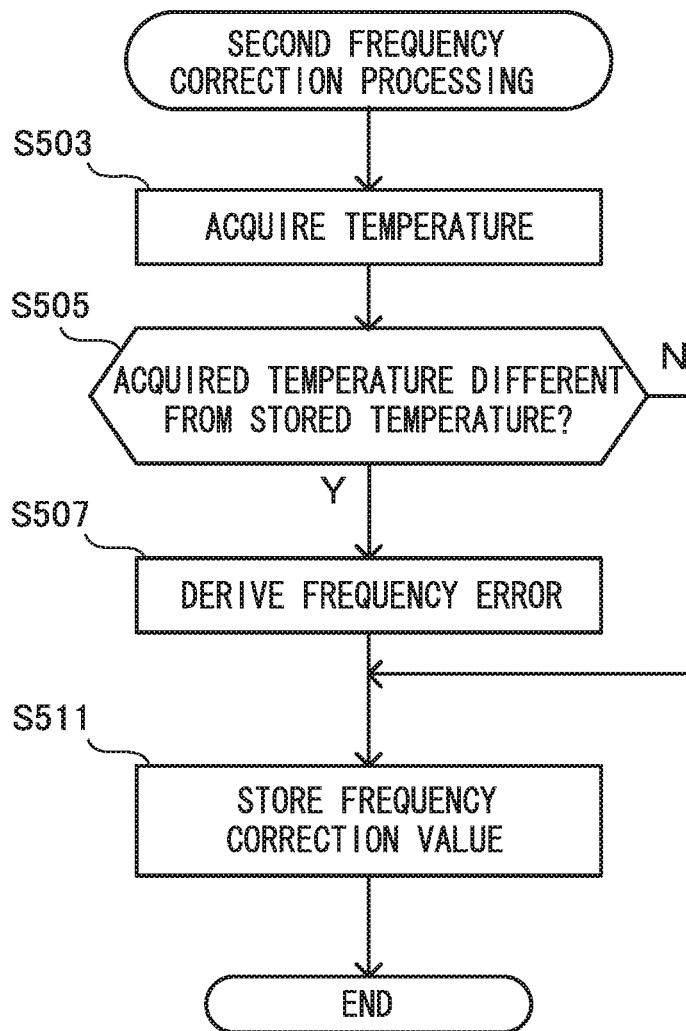 SECOND FREQUENCY
CORRECTION PROCESSING
S503
ACQUIRE TEMPERATURE
S505
ACQUIRED TEMPERATURE DIFFERENT
FROM STORED TEMPERATURE?
N
Y
S507
DERIVE FREQUENCY ERROR
S511
STORE FREQUENCY
CORRECTION VALUE
END